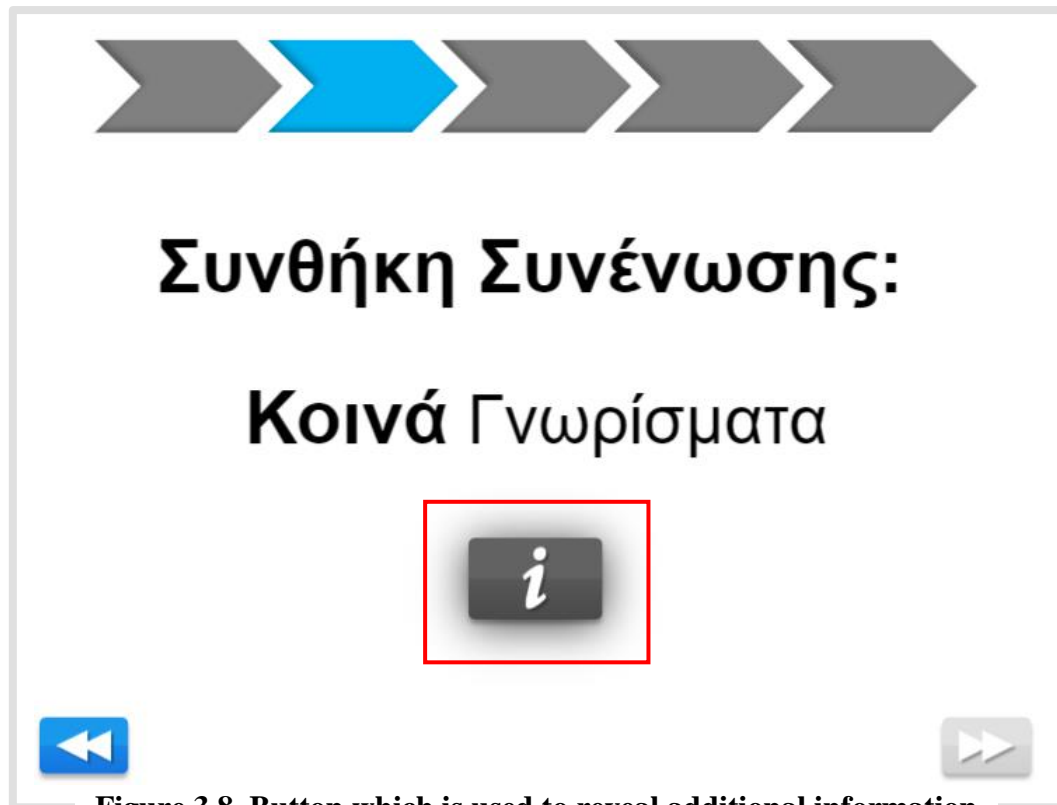 Συνθήκη Συνένωσης:
Κοινά Γνωρίσματα
i
Figure 3.8. Button which is used to reveal additional information